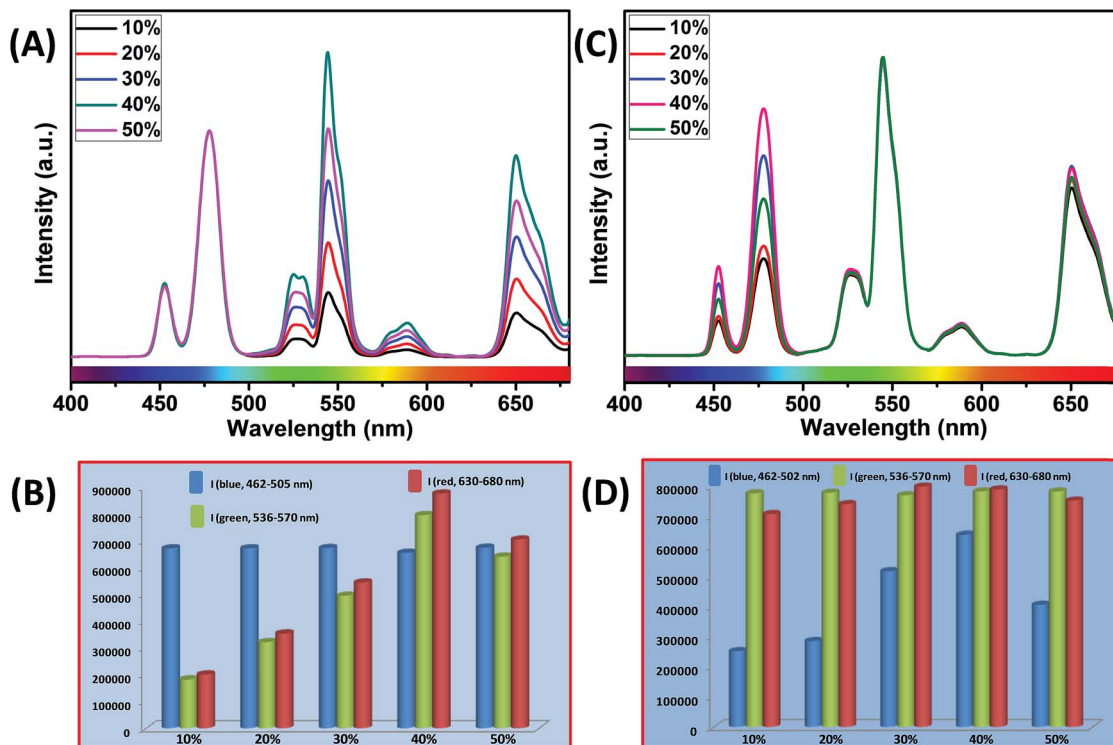 (A)
10%
20%
30%
40%
50%
Intensity (a.u.)
400 450 500 550 600 650
Wavelength (nm)
(C)
10%
20%
30%
40%
50%
Intensity (a.u.)
400 450 500 550 600 650
Wavelength (nm)
(B)
I (blue, 462-505 nm)
I (red, 630-680 nm)
I (green, 536-570 nm)
900000
800000
700000
600000
500000
400000
300000
200000
100000
0
10% 20% 30% 40% 50%
(D)
I (blue, 462-502 nm) I (green, 536-570 nm) I (red, 630-680 nm)
800000
700000
600000
500000
400000
300000
200000
100000
0
10% 20% 30% 40% 50%